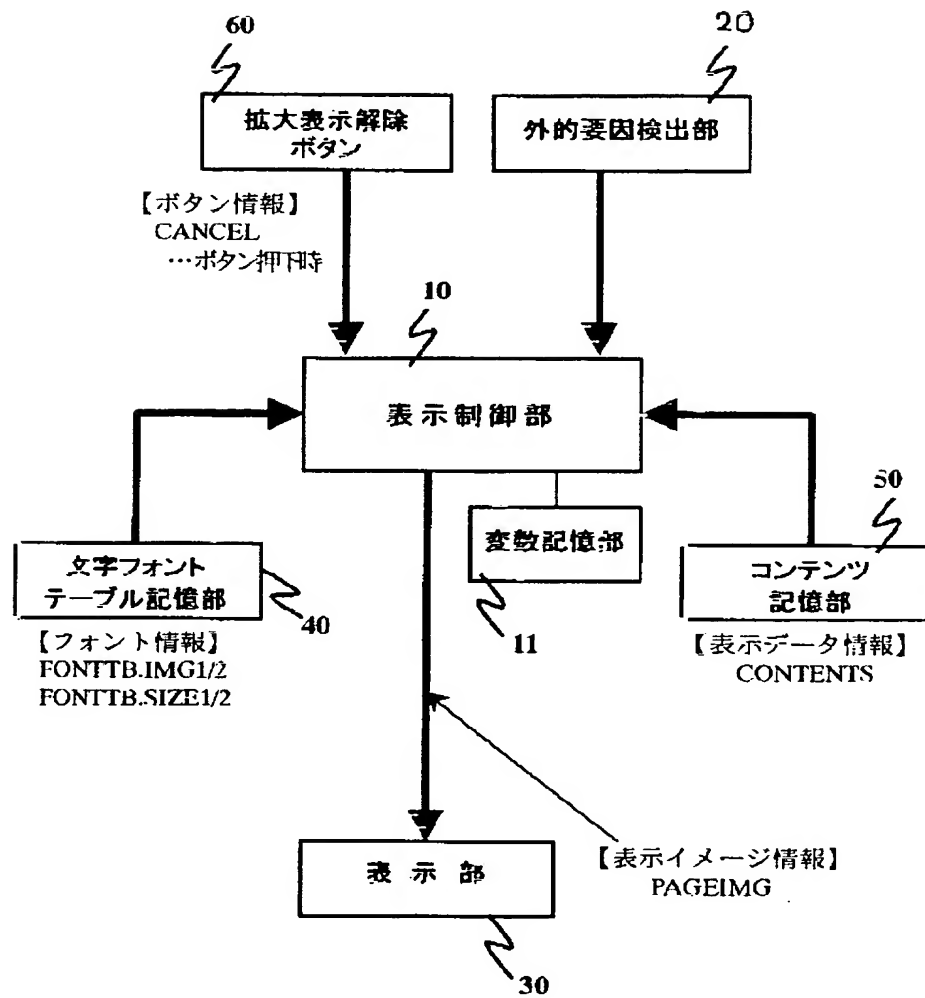 60
20
拡大表示解除
ボタン
外的要因検出部
【ボタン情報】
CANCEL
…ボタン押下時
10
表示制御部
50
変数記憶部
11
文字フォント
テーブル記憶部
40
コンテンツ
記憶部
【フォント情報】
FONTTB.IMG1/2
FONTTB.SIZE1/2
【表示データ情報】
CONTENTS
表示部
【表示イメージ情報】
PAGEIMG
30